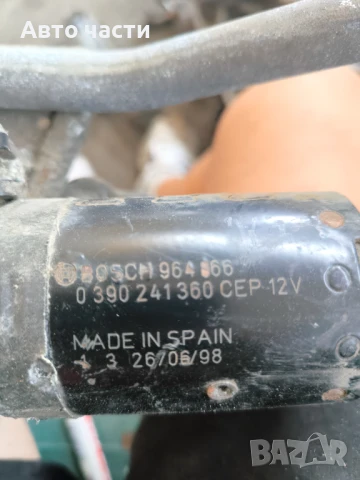 Авто части
BOSCH 964 166
0 390 241 360 CEP-12V
MADE IN SPAIN
1 3 26/06/98
BAZAR